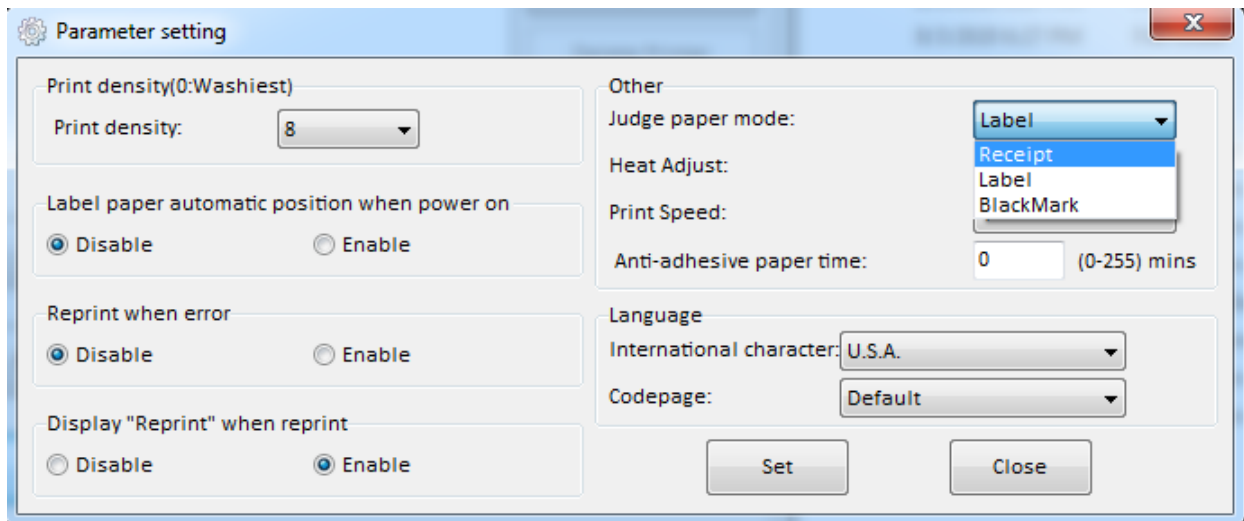 Parameter setting
Print density(0:Washiest)
Print density:
8
Label paper automatic position when power on
Disable
Enable
Reprint when error
Disable
Enable
Display "Reprint" when reprint
Disable
Enable
Other
Judge paper mode:
Label
Receipt
Label
BlackMark
Heat Adjust:
Print Speed:
Anti-adhesive paper time:
0
(0-255) mins
Language
International character:
U.S.A.
Codepage:
Default
Set
Close